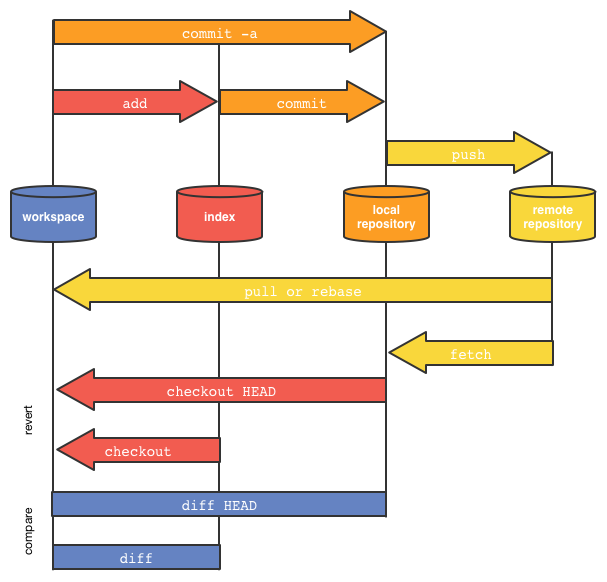 commit -a
add
commit
push
workspace
index
local
repository
remote
repository
pull or rebase
fetch
checkout HEAD
revert
checkout
diff HEAD
compare
diff